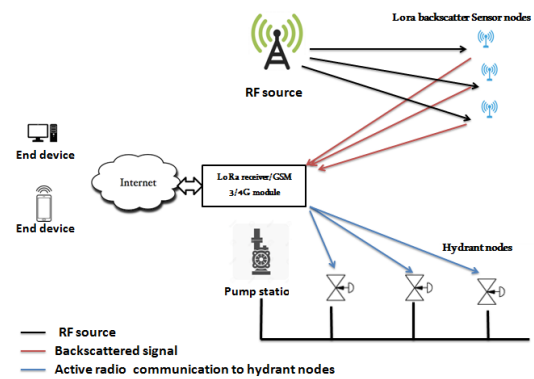 Lora backscatter Sensor nodes
RF source
End device
Internet
LoRa receiver/GSM
3/4G module
End device
Hydrant nodes
Pump statio
RF source
Backscattered signal
Active radio communication to hydrant nodes